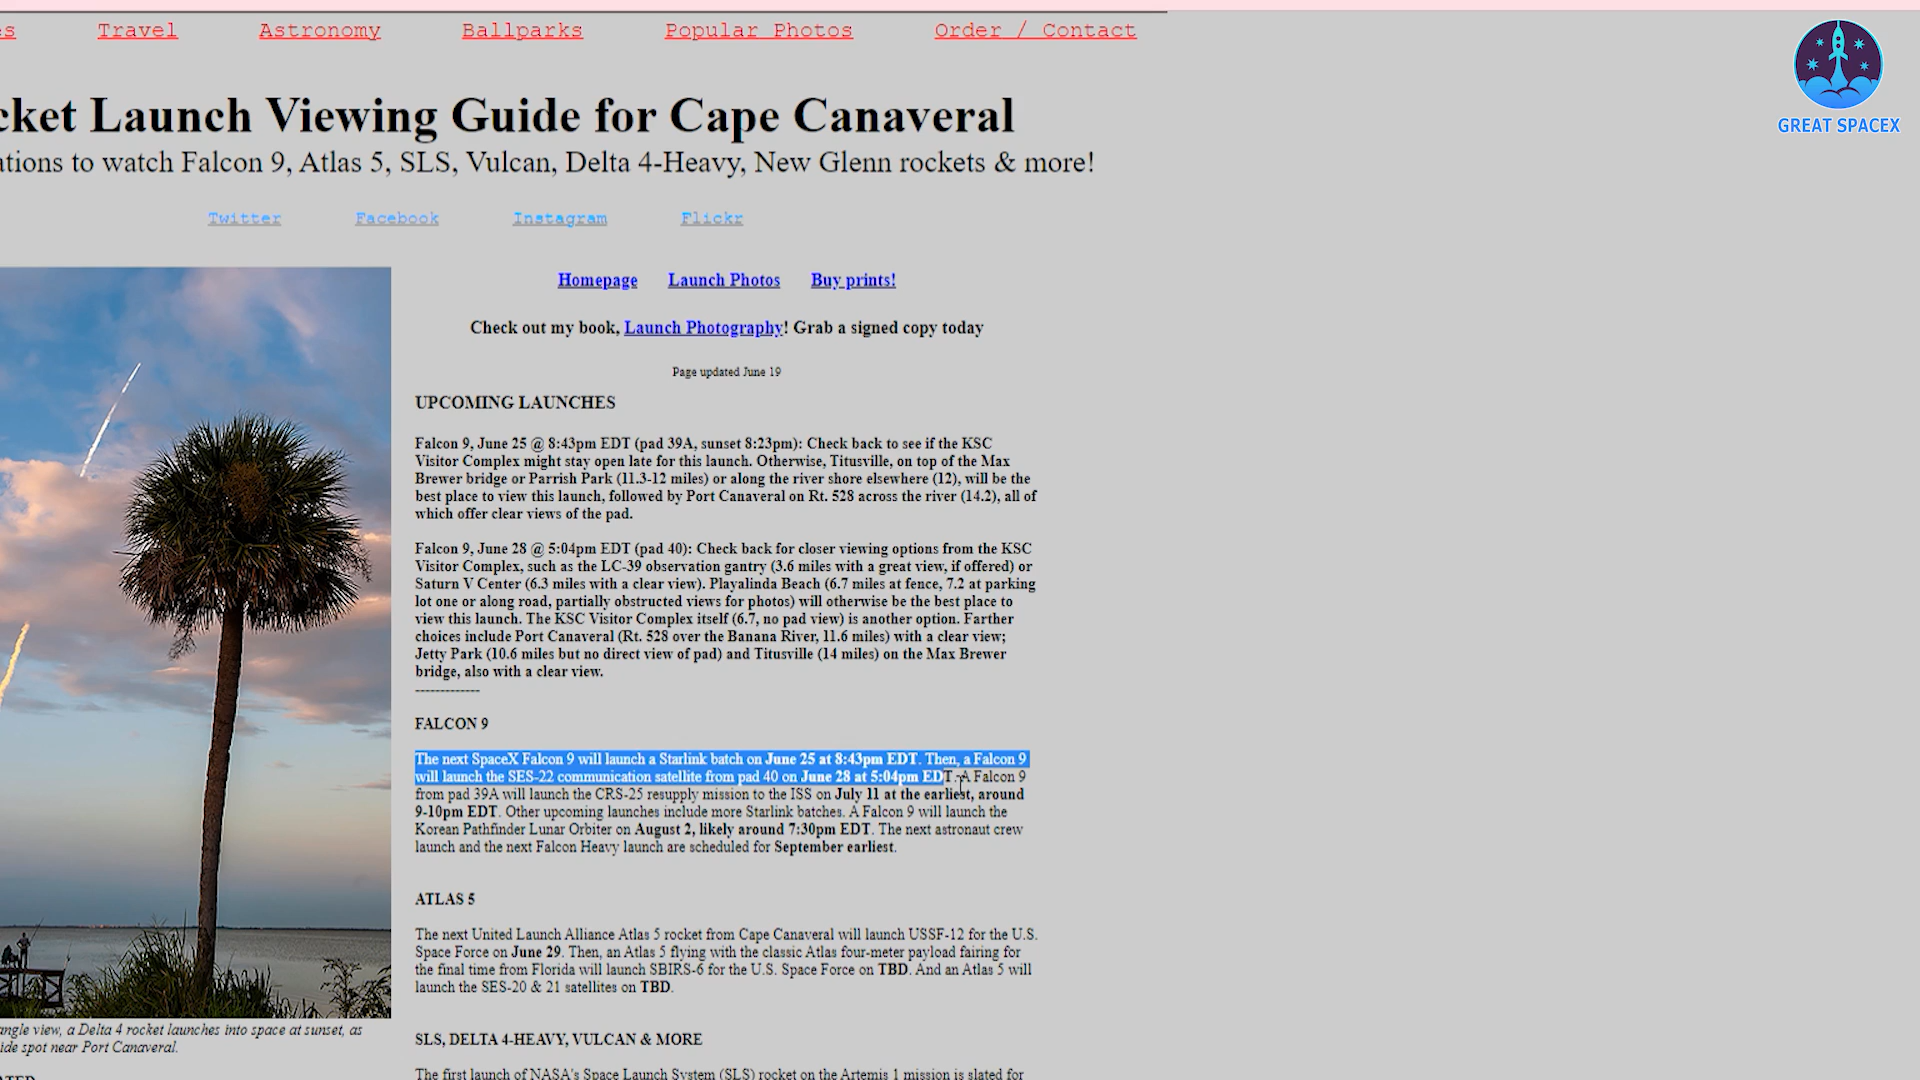 s Travel Astronomy Ballparks Popular Photos Order / Contact
GREAT SPACEX
cket Launch Viewing Guide for Cape Canaveral
ations to watch Falcon 9, Atlas 5, SLS, Vulcan, Delta 4-Heavy, New Glenn rockets & more!
Twitter Facebook Instagram Flickr
Homepage Launch Photos Buy prints!
Check out my book, Launch Photography! Grab a signed copy today
Page updated June 19
UPCOMING LAUNCHES
Falcon 9, June 25 @ 8:43pm EDT (pad 39A, sunset 8:23pm): Check back to see if the KSC
Visitor Complex might stay open late for this launch. Otherwise, Titusville, on top of the Max
Brewer bridge or Parrish Park (11.3-12 miles) or along the river shore elsewhere (12), will be the
best place to view this launch, followed by Port Canaveral on Rt. 528 across the river (14.2), all of
which offer clear views of the pad.
Falcon 9, June 28 @ 5:04pm EDT (pad 40): Check back for closer viewing options from the KSC
Visitor Complex, such as the LC-39 observation gantry (3.6 miles with a great view, if offered) or
Saturn V Center (6.3 miles with a clear view). Playalinda Beach (6.7 miles at fence, 7.2 at parking
lot one or along road, partially obstructed views for photos) will otherwise be the best place to
view this launch. The KSC Visitor Complex itself (6.7, no pad view) is another option. Farther
choices include Port Canaveral (Rt. 528 over the Banana River, 11.6 miles) with a clear view;
Jetty Park (10.6 miles but no direct view of pad) and Titusville (14 miles) on the Max Brewer
bridge, also with a clear view.
-------------
FALCON 9
The next SpaceX Falcon 9 will launch a Starlink batch on June 25 at 8:43pm EDT. Then, a Falcon 9
will launch the SES-22 communication satellite from pad 40 on June 28 at 5:04pm EDT. A Falcon 9
from pad 39A will launch the CRS-25 resupply mission to the ISS on July 11 at the earliest, around
9-10pm EDT. Other upcoming launches include more Starlink batches. A Falcon 9 will launch the
Korean Pathfinder Lunar Orbiter on August 2, likely around 7:30pm EDT. The next astronaut crew
launch and the next Falcon Heavy launch are scheduled for September earliest.
ATLAS 5
The next United Launch Alliance Atlas 5 rocket from Cape Canaveral will launch USSF-12 for the U.S.
Space Force on June 29. Then, an Atlas 5 flying with the classic Atlas four-meter payload fairing for
the final time from Florida will launch SBIRS-6 for the U.S. Space Force on TBD. And an Atlas 5 will
launch the SES-20 & 21 satellites on TBD.
SLS, DELTA 4-HEAVY, VULCAN & MORE
The first launch of NASA's Space Launch System (SLS) rocket on the Artemis 1 mission is slated for
angle view, a Delta 4 rocket launches into space at sunset, as
ide spot near Port Canaveral.